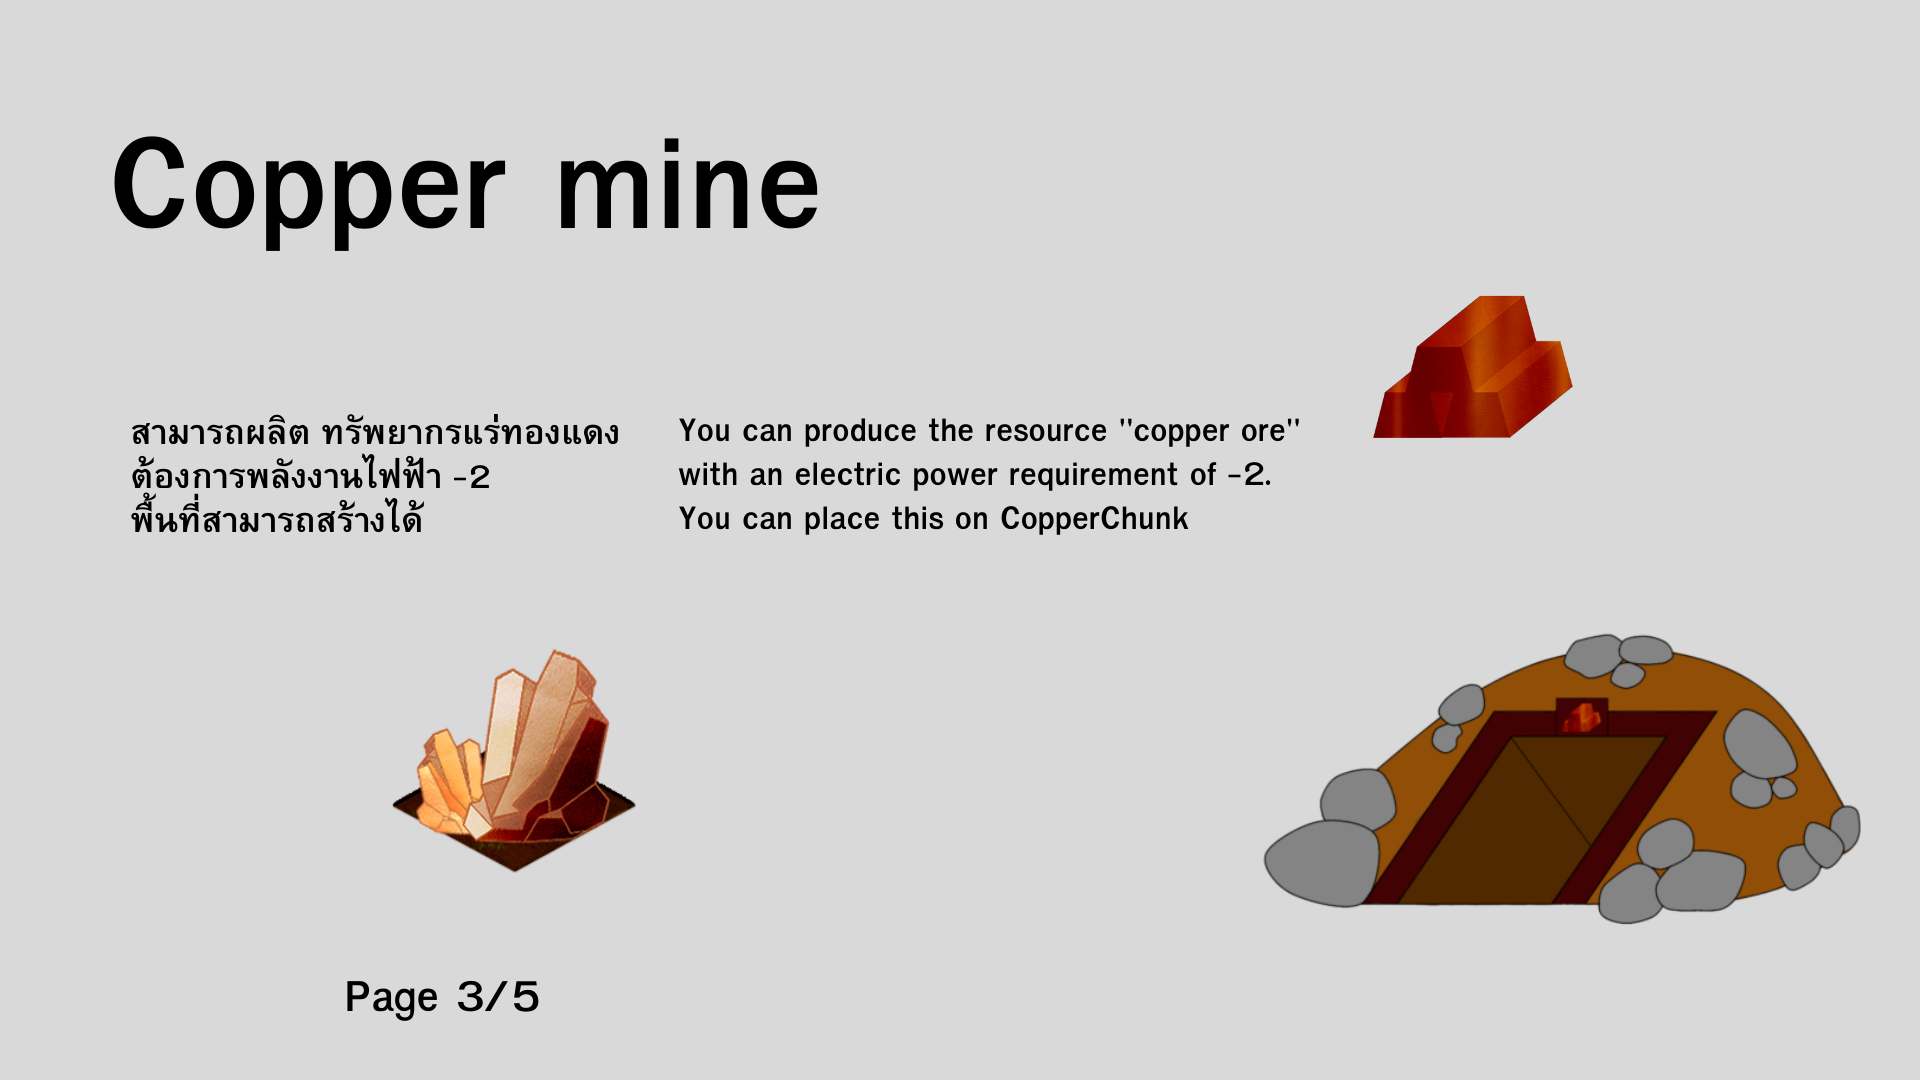 Copper mine
สามารถผลิต ทรัพยากรแร่ทองแดง
ต้องการพลังงานไฟฟ้า -2
พื้นที่สามารถสร้างได้
You can produce the resource "copper ore"
with an electric power requirement of -2.
You can place this on CopperChunk
Page 3/5